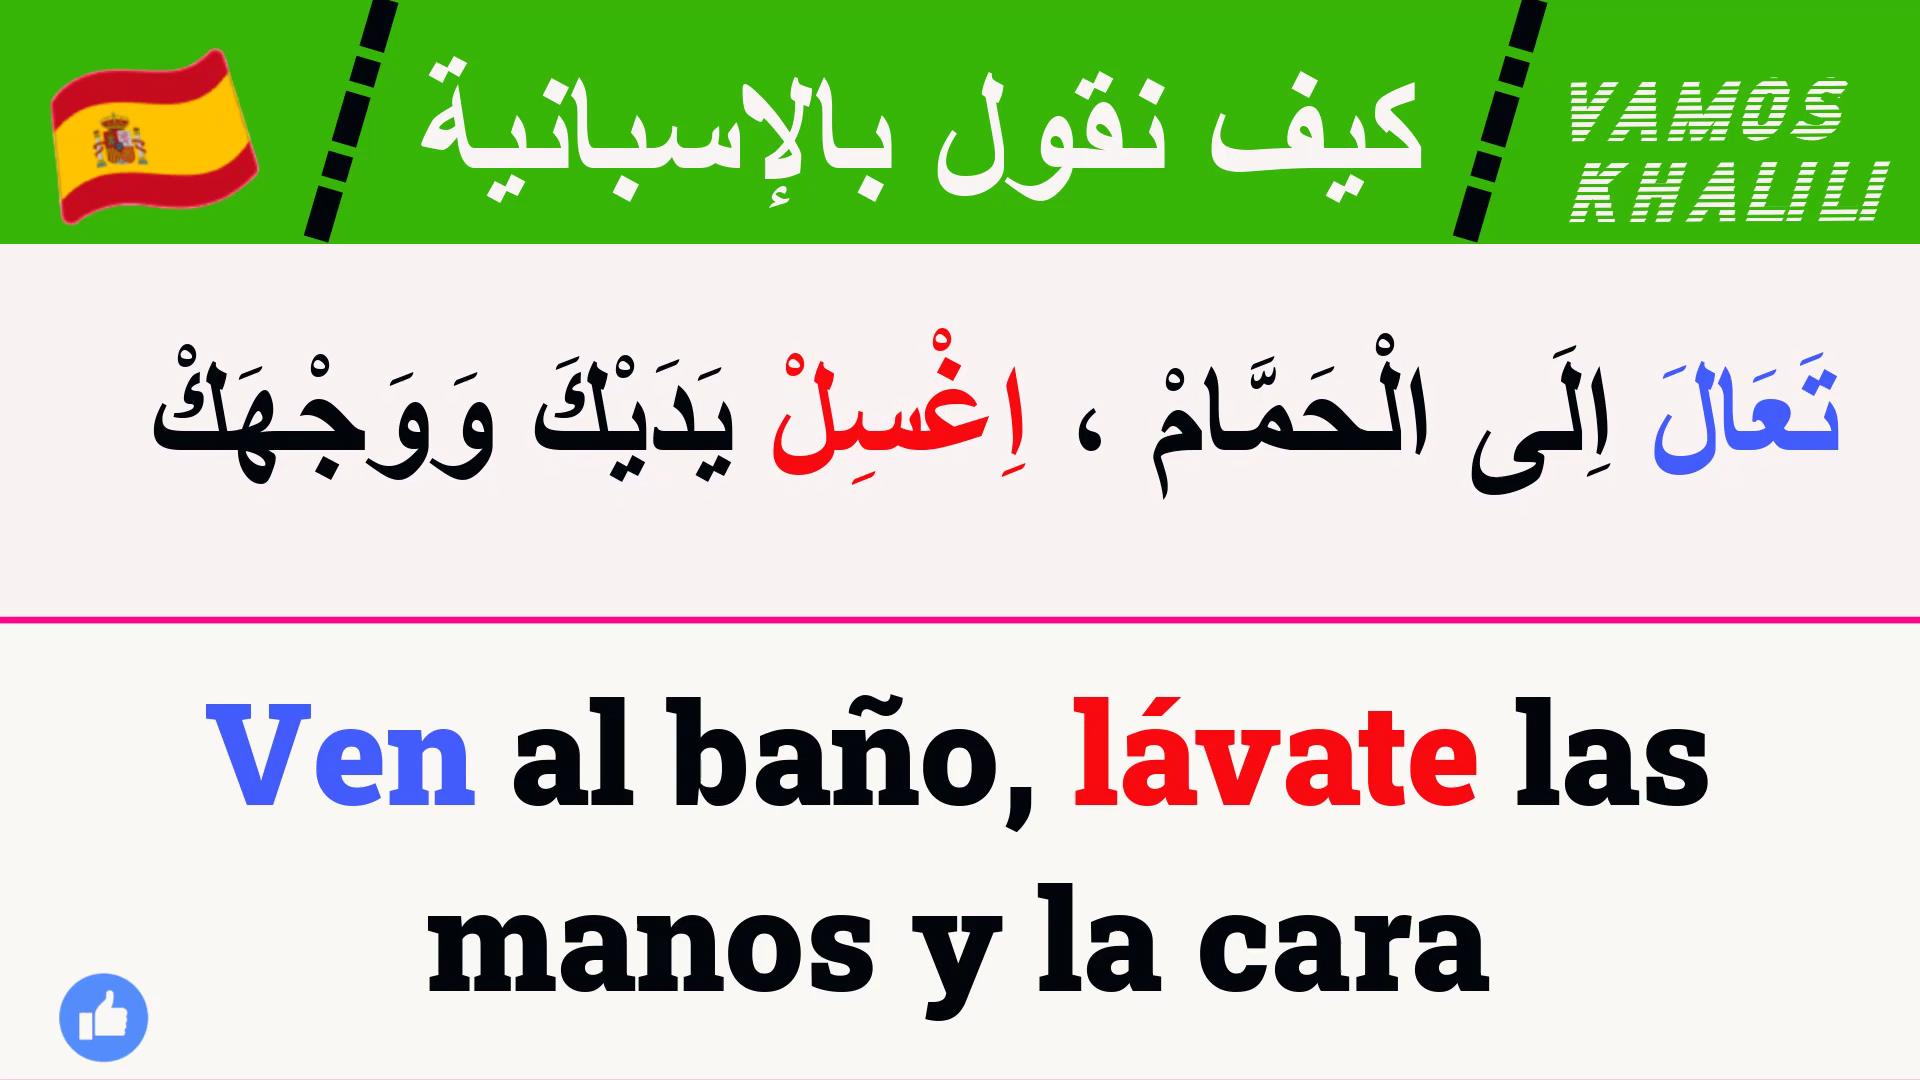 كيف نقول بالإسبانية
VAMOS
KHALILI
تَعَالَ اِلَى الْحَمَّامْ ، اِغْسِلْ يَدَيْكَ وَوَجْهَكْ
Ven al baño, lávate las
manos y la cara